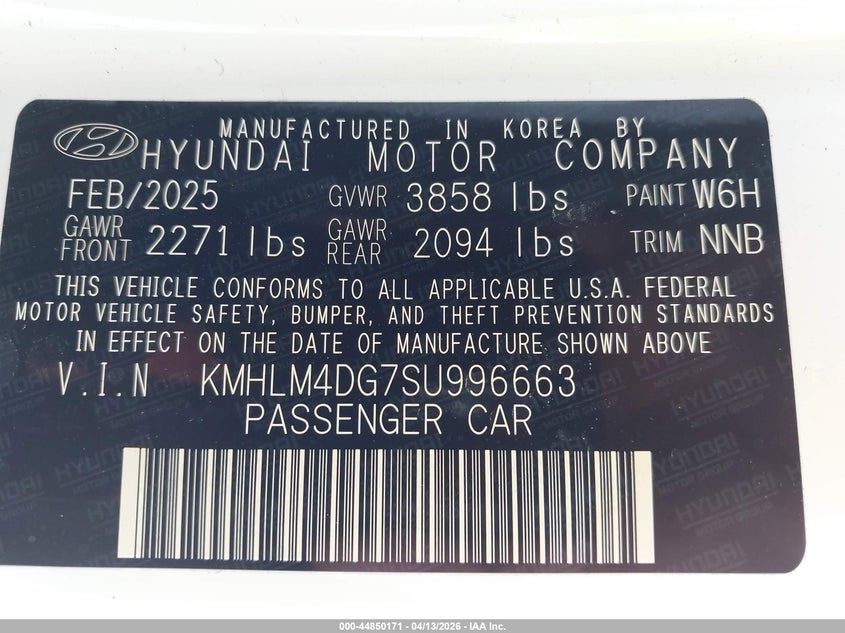 MANUFACTURED IN KOREA BY
HYUNDAI MOTOR COMPANY
FEB/2025 GVWR 3858 lbs PAINT W6H
GAWR FRONT 2271 lbs GAWR REAR 2094 lbs TRIM NNB
THIS VEHICLE CONFORMS TO ALL APPLICABLE U.S.A. FEDERAL
MOTOR VEHICLE SAFETY, BUMPER, AND THEFT PREVENTION STANDARDS
IN EFFECT ON THE DATE OF MANUFACTURE SHOWN ABOVE
V.I.N KMHLM4DG7SU996663
PASSENGER CAR
HYUNDAI
MOTOR GROUP
000-44850171 - 04/13/2026 - IAA Inc.